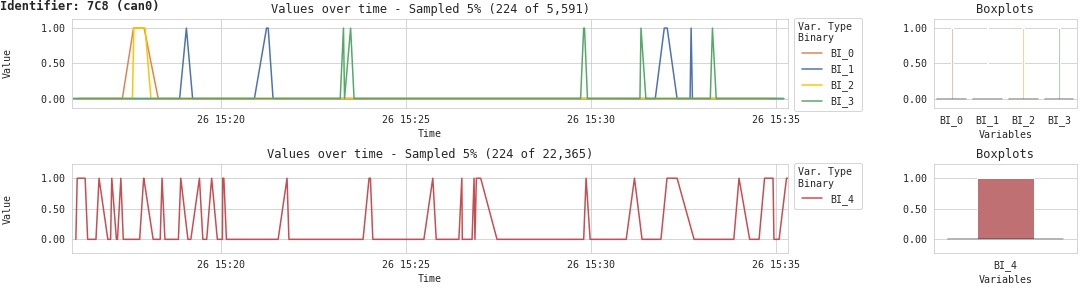 Identifier: 7C8 (can0)
Values over time - Sampled 5% (224 of 5,591)
Value
1.00
0.50
0.00
26 15:20
26 15:25
26 15:30
26 15:35
Time
Var. Type
Binary
BI_0
BI_1
BI_2
BI_3
Boxplots
1.00
0.50
0.00
BI_0
BI_1
BI_2
BI_3
Variables
Values over time - Sampled 5% (224 of 22,365)
Value
1.00
0.50
0.00
26 15:20
26 15:25
26 15:30
26 15:35
Time
Var. Type
Binary
BI_4
Boxplots
1.00
0.50
0.00
BI_4
Variables